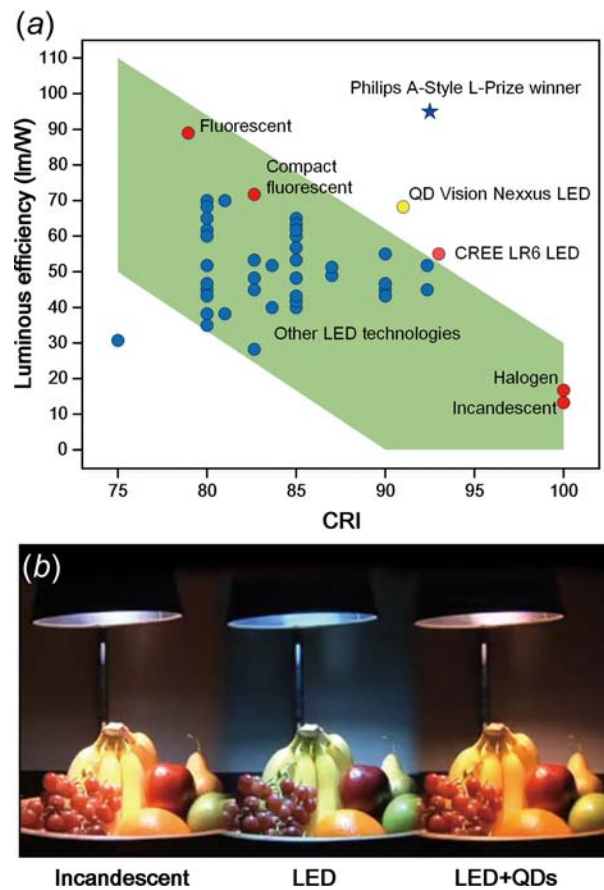 (a)
Luminous efficiency (lm/W)
110
100
90
80
70
60
50
40
30
20
10
0
Philips A-Style L-Prize winner
Fluorescent
Compact
fluorescent
QD Vision Nexxus LED
CREE LR6 LED
Other LED technologies
Halogen
Incandescent
75 80 85 90 95 100
CRI
(b)
Incandescent LED LED+QDs